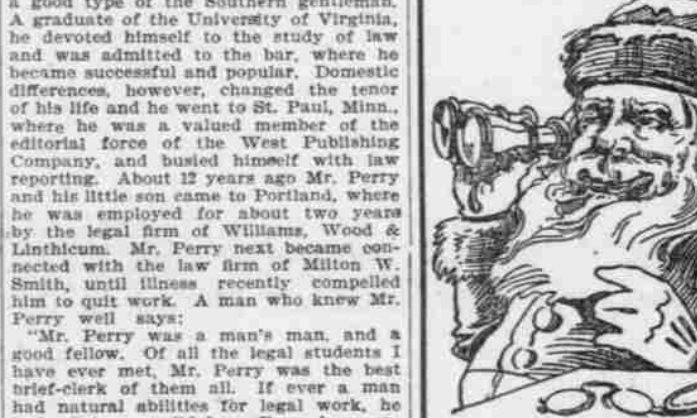 a good type of the Southern gentleman.
A graduate of the University of Virginia,
he devoted himself to the study of law
and was admitted to the bar, where he
became successful and popular. Domestic
differences, however, changed the tenor
of his life and he went to St. Paul, Minn.,
where he was a valued member of the
editorial force of the West Publishing
Company, and busied himself with law
reporting. About 12 years ago Mr. Perry
and his little son came to Portland, where
he was employed for about two years
by the legal firm of Williams, Wood &
Linthicum. Mr. Perry next became con-
nected with the law firm of Milton W.
Smith, until illness recently compelled
him to quit work. A man who knew Mr.
Perry well says:
"Mr. Perry was a man's man, and a
good fellow. Of all the legal students I
have ever met, Mr. Perry was the best
brief-clerk of them all. If ever a man
had natural abilities for legal work, he